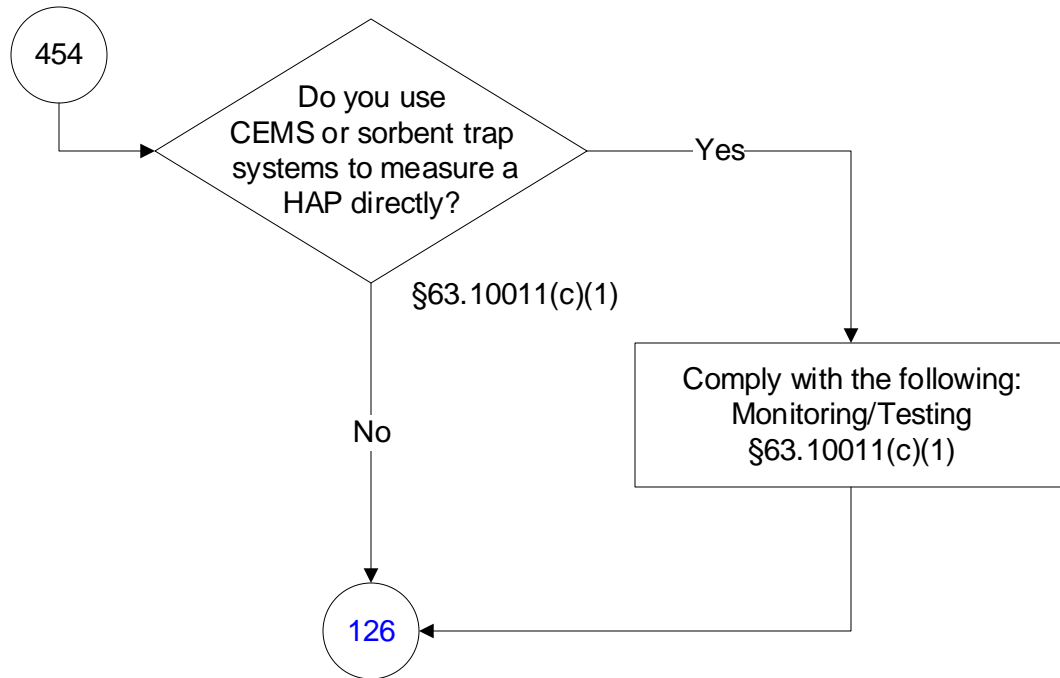 454
Do you use
CEMS or sorbent trap
systems to measure a
HAP directly?
Yes
§63.10011(c)(1)
Comply with the following:
Monitoring/Testing
§63.10011(c)(1)
No
126